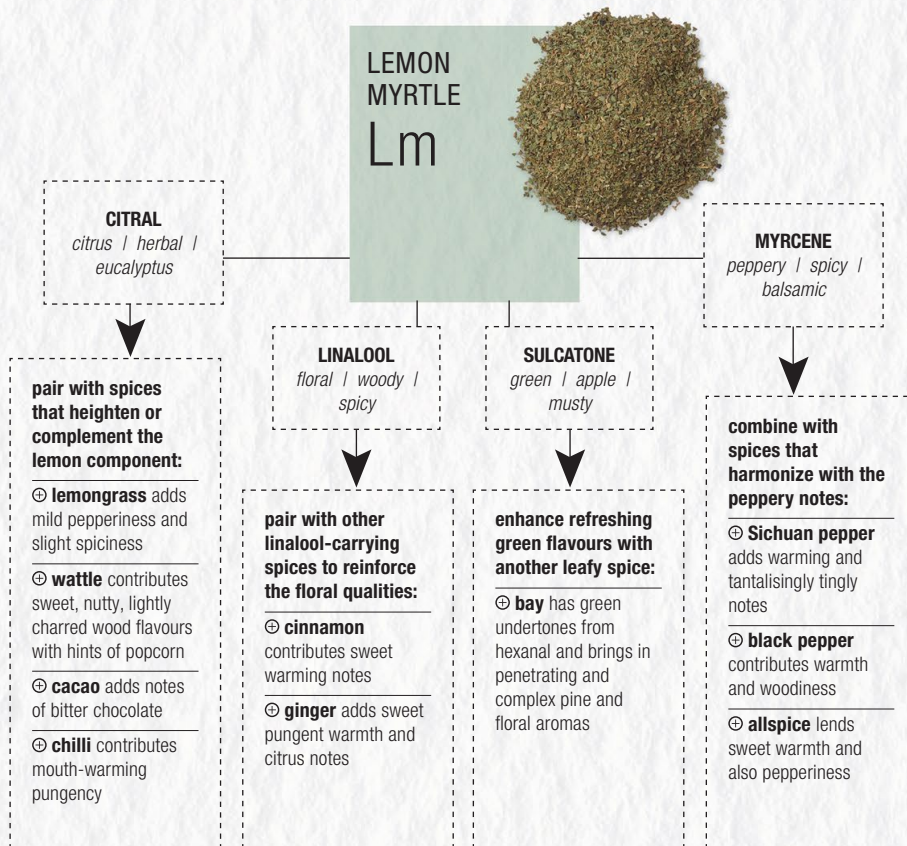 LEMON
MYRTLE
Lm
CITRAL
citrus | herbal |
eucalyptus
pair with spices
that heighten or
complement the
lemon component:
⊕ lemongrass adds
mild pepperiness and
slight spiciness
⊕ wattle contributes
sweet, nutty, lightly
charred wood flavours
with hints of popcorn
⊕ cacao adds notes
of bitter chocolate
⊕ chilli contributes
mouth-warming
pungency
LINALOOL
floral | woody |
spicy
pair with other
linalool-carrying
spices to reinforce
the floral qualities:
⊕ cinnamon
contributes sweet
warming notes
⊕ ginger adds sweet
pungent warmth and
citrus notes
SULCATONE
green | apple |
musty
enhance refreshing
green flavours with
another leafy spice:
⊕ bay has green
undertones from
hexanal and brings in
penetrating and
complex pine and
floral aromas
MYRCENE
peppery | spicy |
balsamic
combine with
spices that
harmonize with the
peppery notes:
⊕ Sichuan pepper
adds warming and
tantalisingly tingly
notes
⊕ black pepper
contributes warmth
and woodiness
⊕ allspice lends
sweet warmth and
also pepperiness